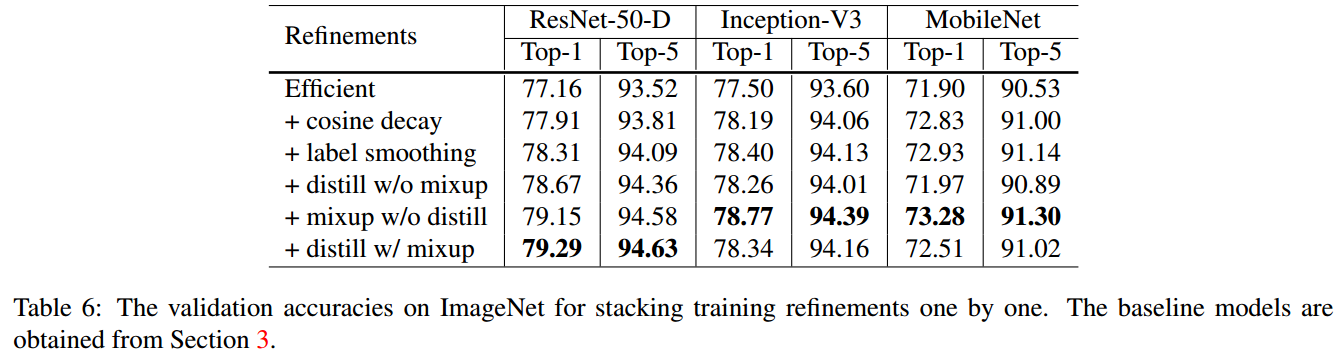 Refinements ResNet-50-D Inception-V3 MobileNet
Top-1 Top-5 Top-1 Top-5 Top-1 Top-5
Efficient 77.16 93.52 77.50 93.60 71.90 90.53
+ cosine decay 77.91 93.81 78.19 94.06 72.83 91.00
+ label smoothing 78.31 94.09 78.40 94.13 72.93 91.14
+ distill w/o mixup 78.67 94.36 78.26 94.01 71.97 90.89
+ mixup w/o distill 79.15 94.58 78.77 94.39 73.28 91.30
+ distill w/ mixup 79.29 94.63 78.34 94.16 72.51 91.02
Table 6: The validation accuracies on ImageNet for stacking training refinements one by one. The baseline models are
obtained from Section 3.